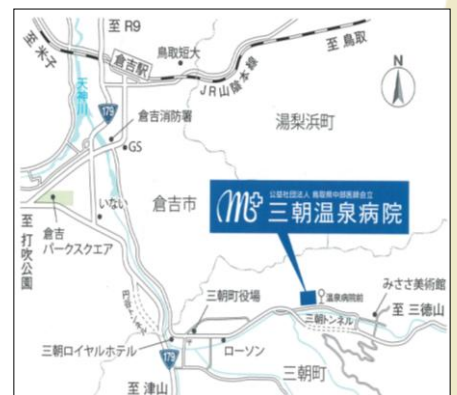 至 R9
至 米子
倉吉駅
鳥取短大
至 鳥取
JR山陰本線
N
天神川
179
倉吉消防署
GS
湯梨浜町
公益社団法人 鳥取県中部医師会立
三朝温泉病院
いない
倉吉市
倉吉
パークスクエア
至 打吹公園
三朝町役場
温泉病院前
みささ美術館
至 三徳山
三朝トンネル
三朝ロイヤルホテル
179
ローソン
三朝町
至 津山